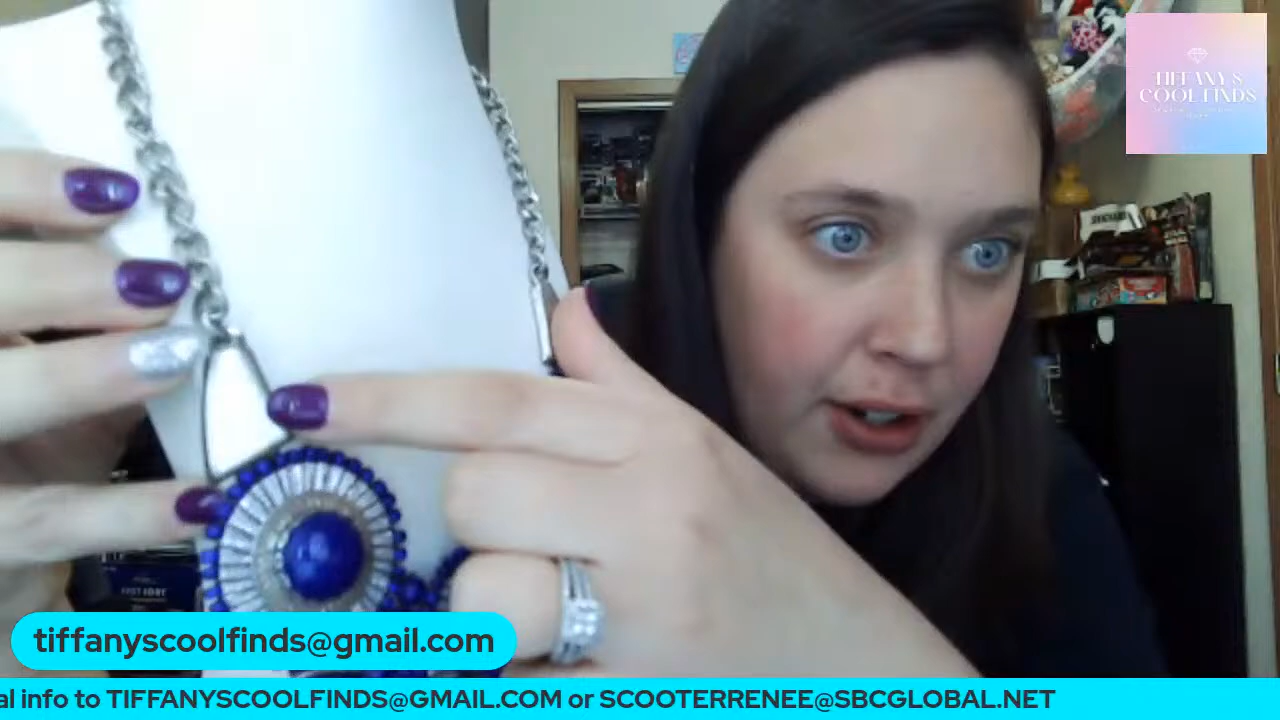 TIFFANY'S
COOL FINDS
tiffanyscoolfinds@gmail.com
al info to TIFFANYSCOOLFINDS@GMAIL.COM or SCOOTERRENEE@SBCGLOBAL.NET